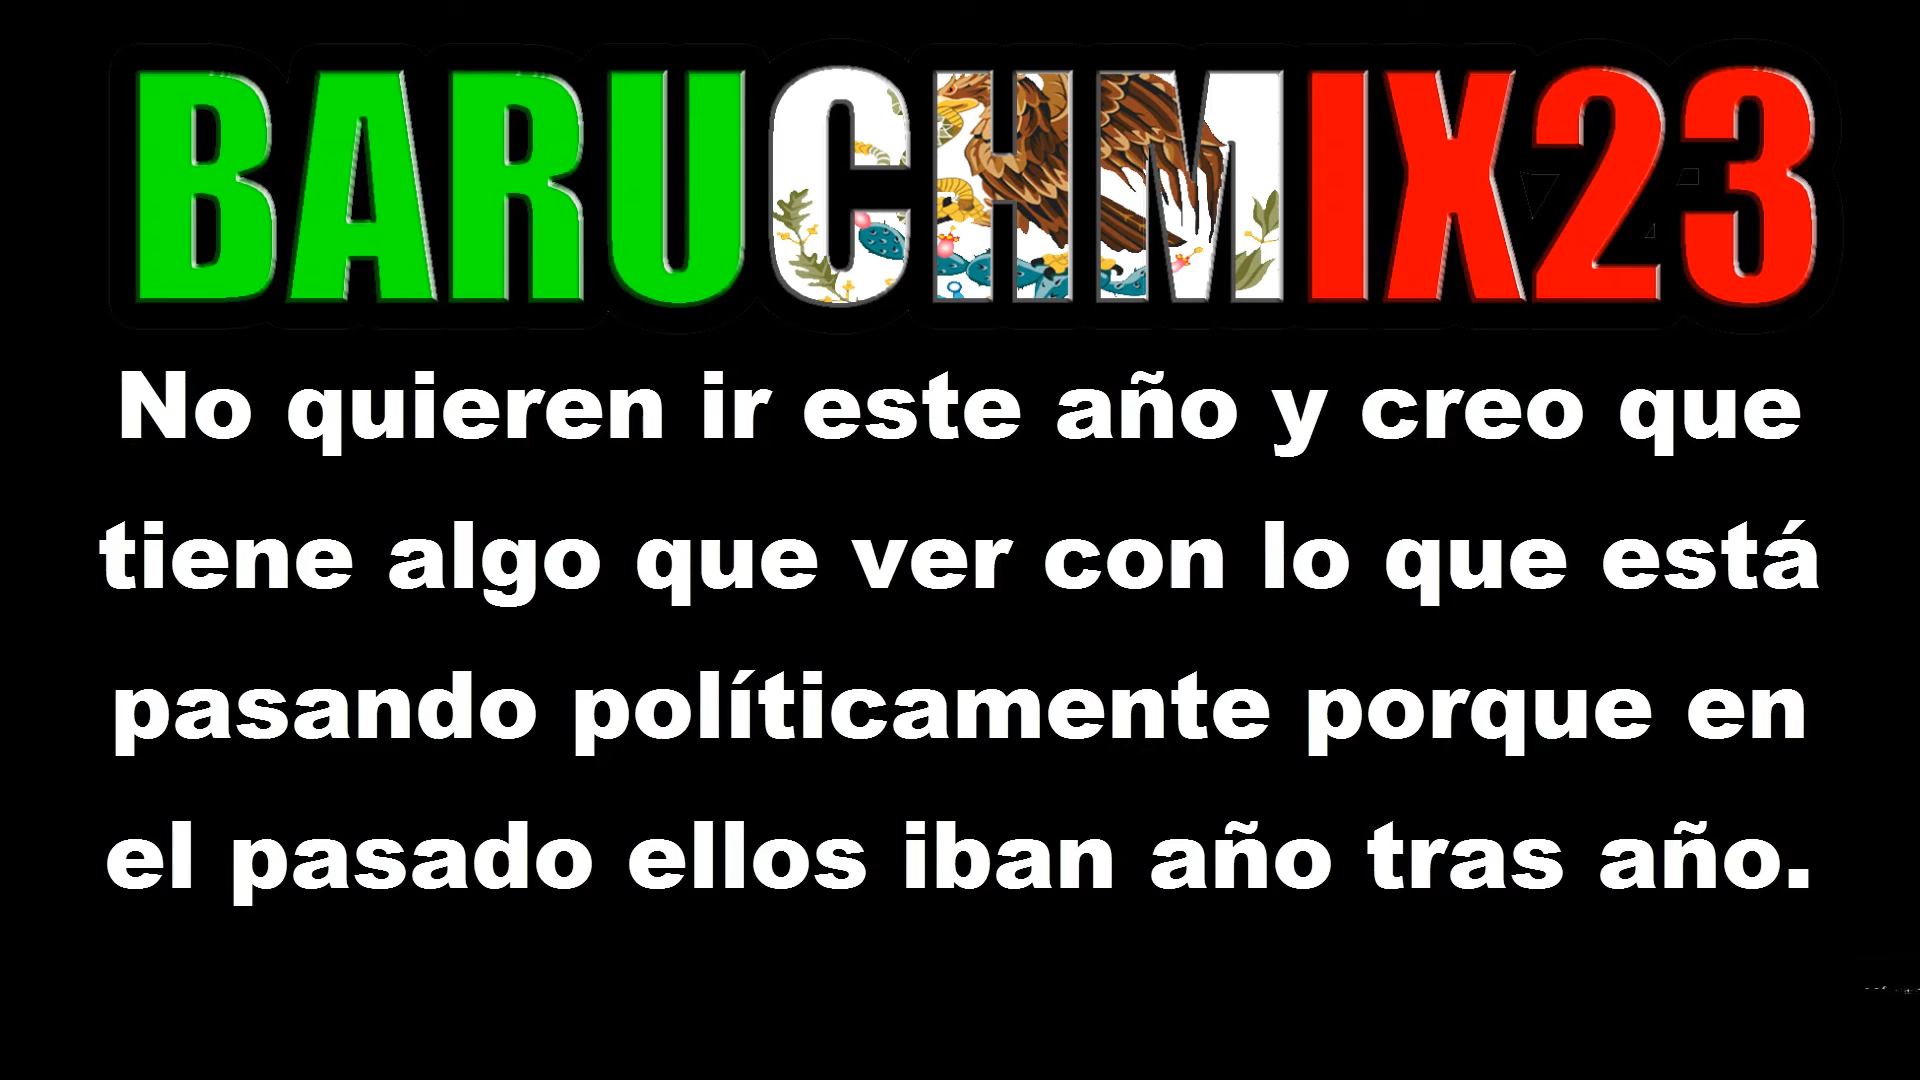 BARUCHMIX23
No quieren ir este año y creo que
tiene algo que ver con lo que está
pasando políticamente porque en
el pasado ellos iban año tras año.